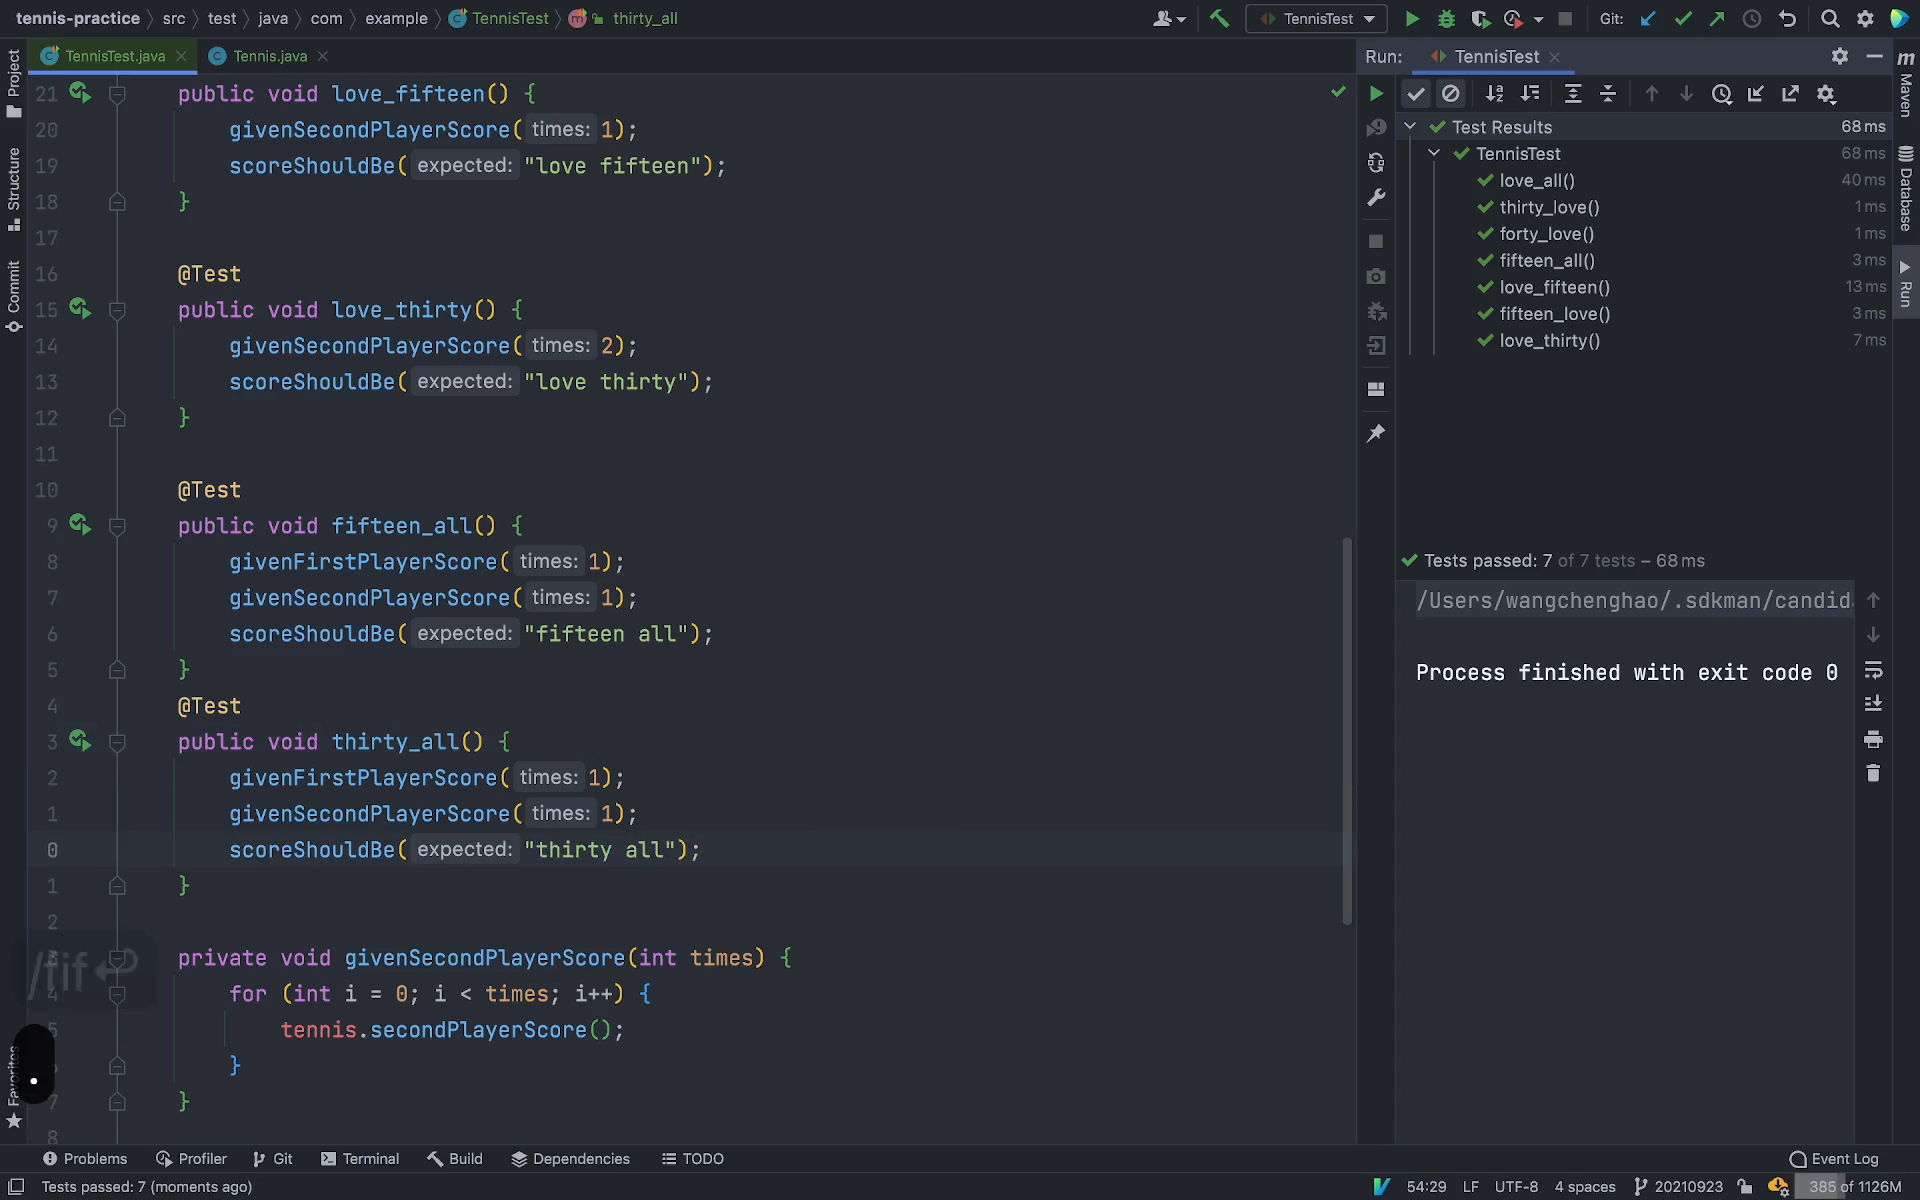 tennis-practice src test java com example TennisTest thirty_all TennisTest Git:
TennisTest.java Tennis.java
21 public void love_fifteen() {
20 givenSecondPlayerScore( times: 1);
19 scoreShouldBe( expected: "love fifteen");
18 }
17
16 @Test
15 public void love_thirty() {
14 givenSecondPlayerScore( times: 2);
13 scoreShouldBe( expected: "love thirty");
12 }
11
10 @Test
9 public void fifteen_all() {
8 givenFirstPlayerScore( times: 1);
7 givenSecondPlayerScore( times: 1);
6 scoreShouldBe( expected: "fifteen all");
5 }
4 @Test
3 public void thirty_all() {
2 givenFirstPlayerScore( times: 1);
1 givenSecondPlayerScore( times: 1);
0 scoreShouldBe( expected: "thirty all");
1 }
2
3 private void givenSecondPlayerScore(int times) {
4 for (int i = 0; i < times; i++) {
5 tennis.secondPlayerScore();
}
7 }
8
/fif
Project
Structure
Commit
Favorites
Run: TennisTest
Test Results 68 ms
TennisTest 68 ms
love_all() 40 ms
thirty_love() 1 ms
forty_love() 1 ms
fifteen_all() 3 ms
love_fifteen() 13 ms
fifteen_love() 3 ms
love_thirty() 7 ms
Tests passed: 7 of 7 tests – 68 ms
/Users/wangchenghao/.sdkman/candid
Process finished with exit code 0
m Maven
Database
Run
Problems Profiler Git Terminal Build Dependencies TODO Event Log
Tests passed: 7 (moments ago) 54:29 LF UTF-8 4 spaces 20210923 385 of 1126M